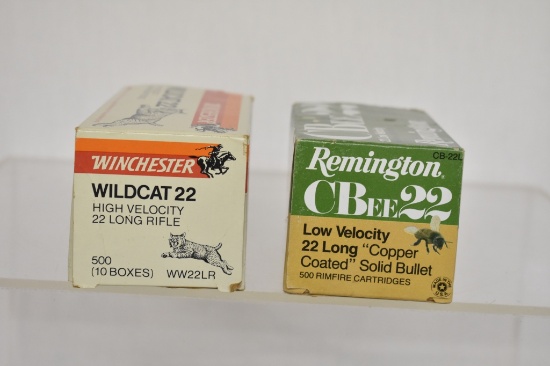 WINCHESTER
WILDCAT 22
HIGH VELOCITY
22 LONG RIFLE
500
(10 BOXES) WW22LR
CB-22L
Remington
CBEE22
Low Velocity
22 Long "Copper
Coated" Solid Bullet
500 RIMFIRE CARTRIDGES